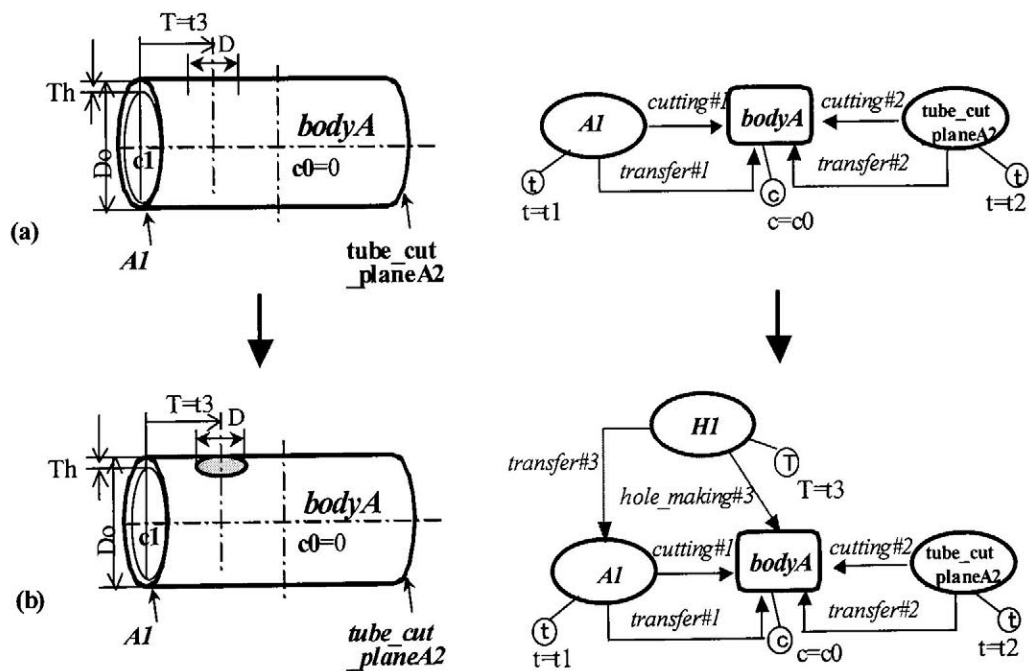 T=t3
D
Th
Do
c1
bodyA
c0=0
(a)
A1
tube_cut
_planeA2
A1
cutting#1
bodyA
cutting#2
tube_cut
planeA2
transfer#1
transfer#2
t
t=t1
c
c=c0
t
t=t2
T=t3
D
Th
Do
c1
bodyA
c0=0
(b)
A1
tube_cut
_planeA2
H1
transfer#3
T
T=t3
hole_making#3
A1
cutting#1
bodyA
cutting#2
tube_cut
planeA2
transfer#1
transfer#2
t
t=t1
c
c=c0
t
t=t2